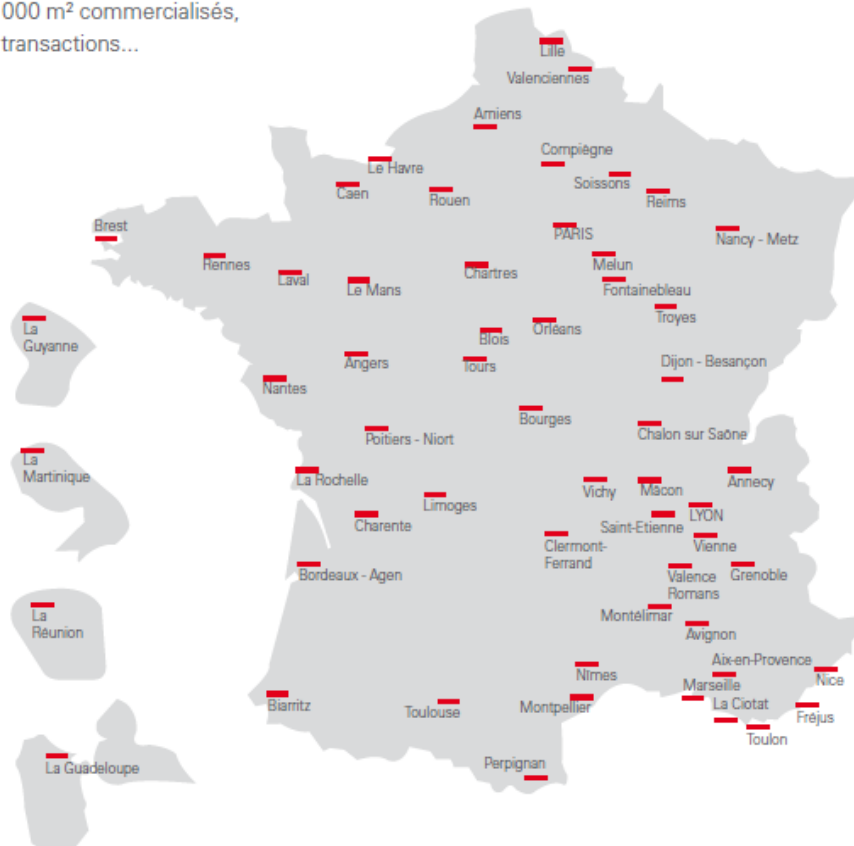 000 m² commercialisés,
transactions...
Lille
Valenciennes
Amiens
Compiègne
Le Havre
Soissons
Caen
Rouen
Reims
Brest
PARIS
Nancy - Metz
Rennes
Melun
Chartres
Laval
Le Mans
Fontainebleau
Troyes
La
Guyanne
Orléans
Blois
Angers
Tours
Dijon - Besançon
Nantes
Bourges
Chalon sur Saône
Poitiers - Niort
La
Martinique
La Rochelle
Vichy
Mâcon
Annecy
Limoges
LYON
Charente
Saint-Etienne
Clermont-
Ferrand
Vienne
Bordeaux - Agen
Valence
Romans
Grenoble
La
Réunion
Montélimar
Avignon
Aix-en-Provence
Nîmes
Nice
Marseille
Biarritz
Toulouse
Montpellier
La Ciotat
Fréjus
Toulon
Perpignan
La Guadeloupe